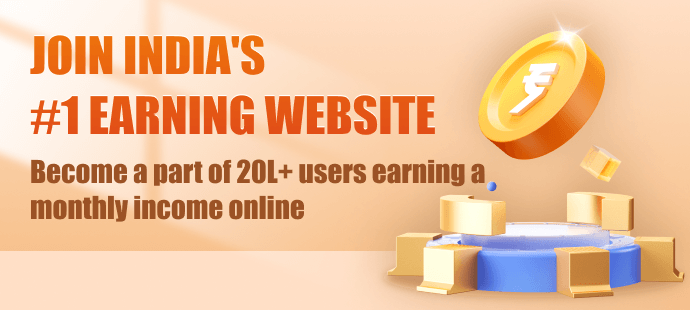 JOIN INDIA'S
#1 EARNING WEBSITE
Become a part of 20L+ users earning a
monthly income online
₹